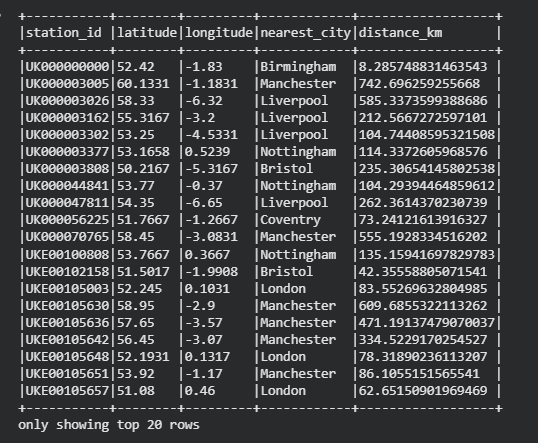 +-----------+--------+---------+------------+------------------+
|station_id |latitude|longitude|nearest_city|distance_km       |
+-----------+--------+---------+------------+------------------+
|UK000000000|52.42   |-1.83    |Birmingham  |8.285748831463543 |
|UK000003005|60.1331 |-1.1831  |Manchester  |742.696259255668  |
|UK000003026|58.33   |-6.32    |Liverpool   |585.3373599388686 |
|UK000003162|55.3167 |-3.2     |Liverpool   |212.5667272597101 |
|UK000003302|53.25   |-4.5331  |Liverpool   |104.74408595321508|
|UK000003377|53.1658 |0.5239   |Nottingham  |114.3372605968576 |
|UK000003808|50.2167 |-5.3167  |Bristol     |235.30654145802538|
|UK000044841|53.77   |-0.37    |Nottingham  |104.29394464859612|
|UK000047811|54.35   |-6.65    |Liverpool   |262.3614370230739 |
|UK000056225|51.7667 |-1.2667  |Coventry    |73.24121613916327 |
|UK000070765|58.45   |-3.0831  |Manchester  |555.1928334516202 |
|UKE00100808|53.7667 |0.3667   |Nottingham  |135.15941697829783|
|UKE00102158|51.5017 |-1.9908  |Bristol     |42.35558805071541 |
|UKE00105003|52.245  |0.1031   |London      |83.55269632804985 |
|UKE00105630|58.95   |-2.9     |Manchester  |609.6855322113262 |
|UKE00105636|57.65   |-3.57    |Manchester  |471.19137479070037|
|UKE00105642|56.45   |-3.07    |Manchester  |334.5229170254527 |
|UKE00105648|52.1931 |0.1317   |London      |78.31890236113207 |
|UKE00105651|53.92   |-1.17    |Manchester  |86.1055151565541  |
|UKE00105657|51.08   |0.46     |London      |62.65150901969469 |
+-----------+--------+---------+------------+------------------+
only showing top 20 rows